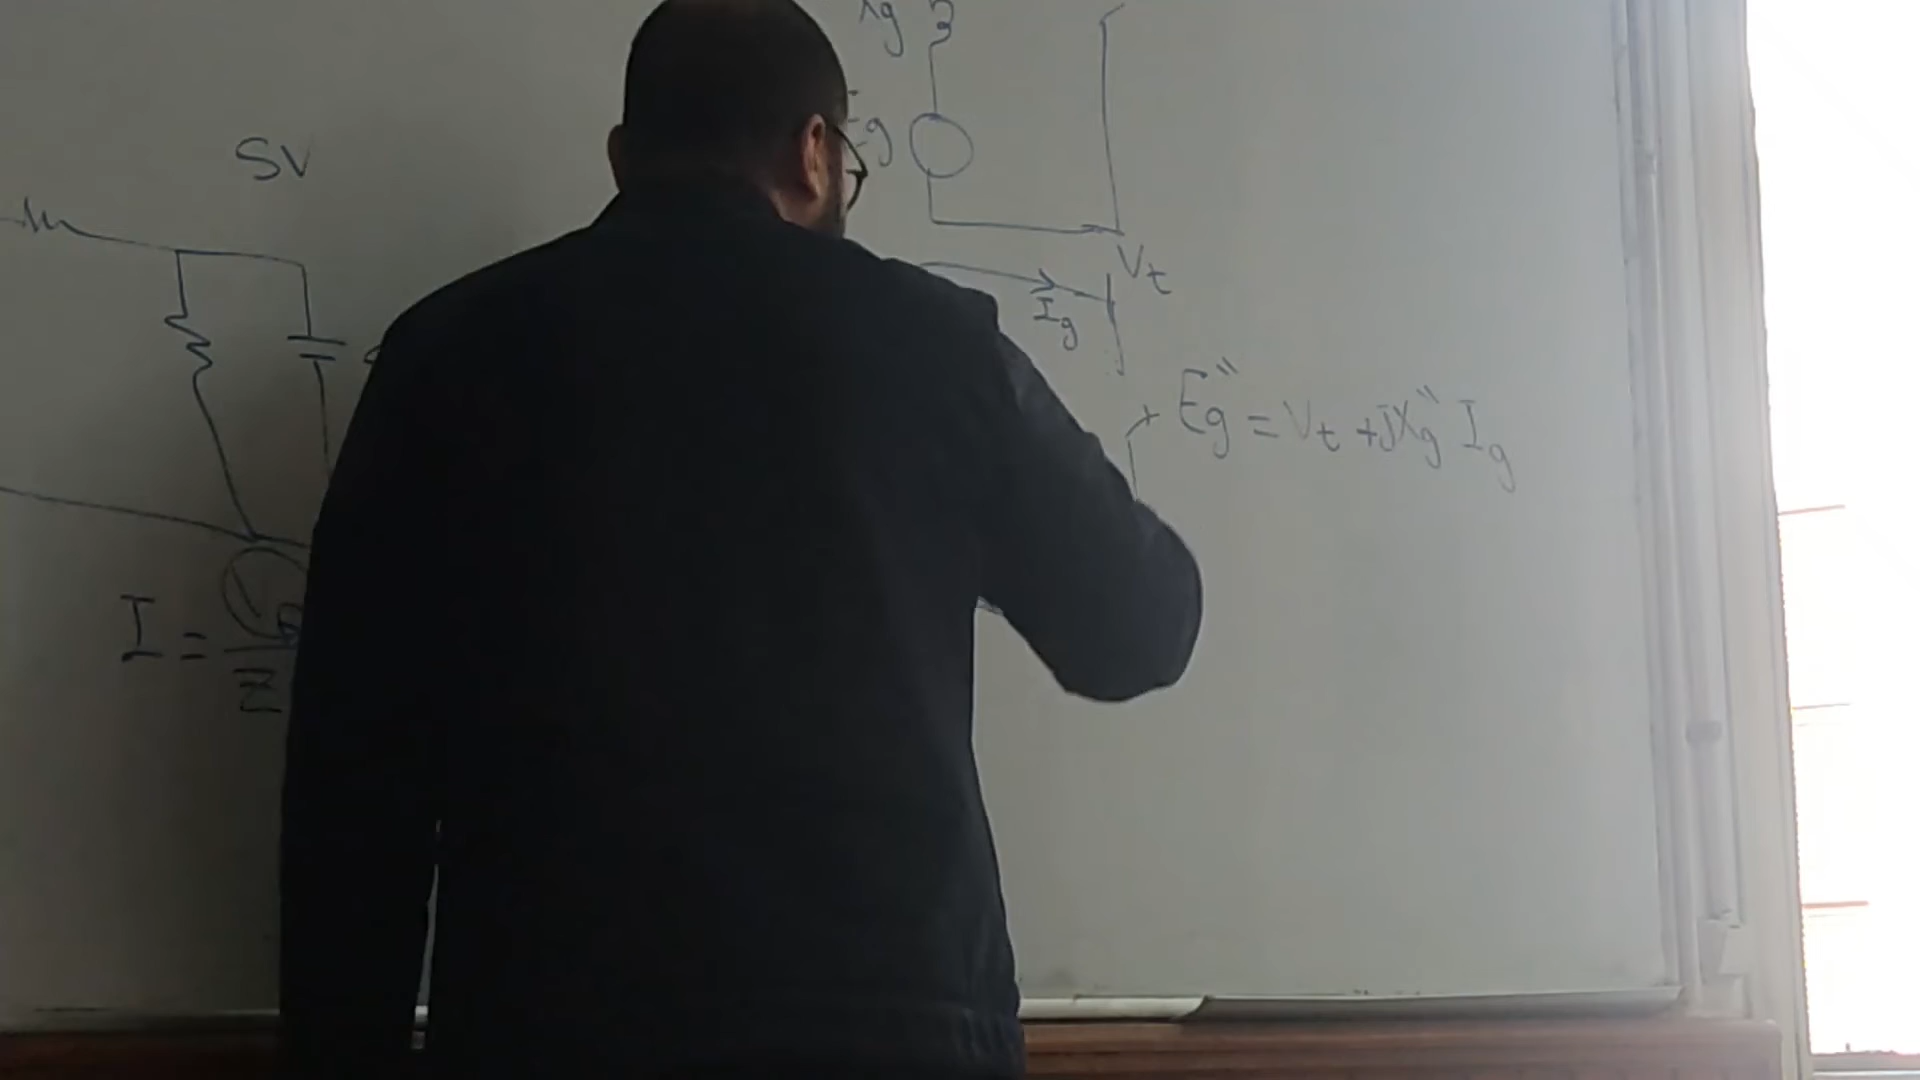 Xg
SV
Eg
Vt
Ig
Eg" = Vt + jXg" Ig
I =
Z